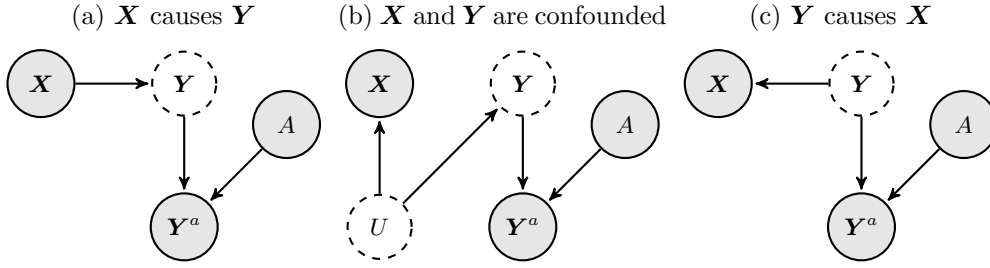 (a) X causes Y
(b) X and Y are confounded
(c) Y causes X
X
Y
A
Y^a
X
Y
A
U
Y^a
X
Y
A
Y^a